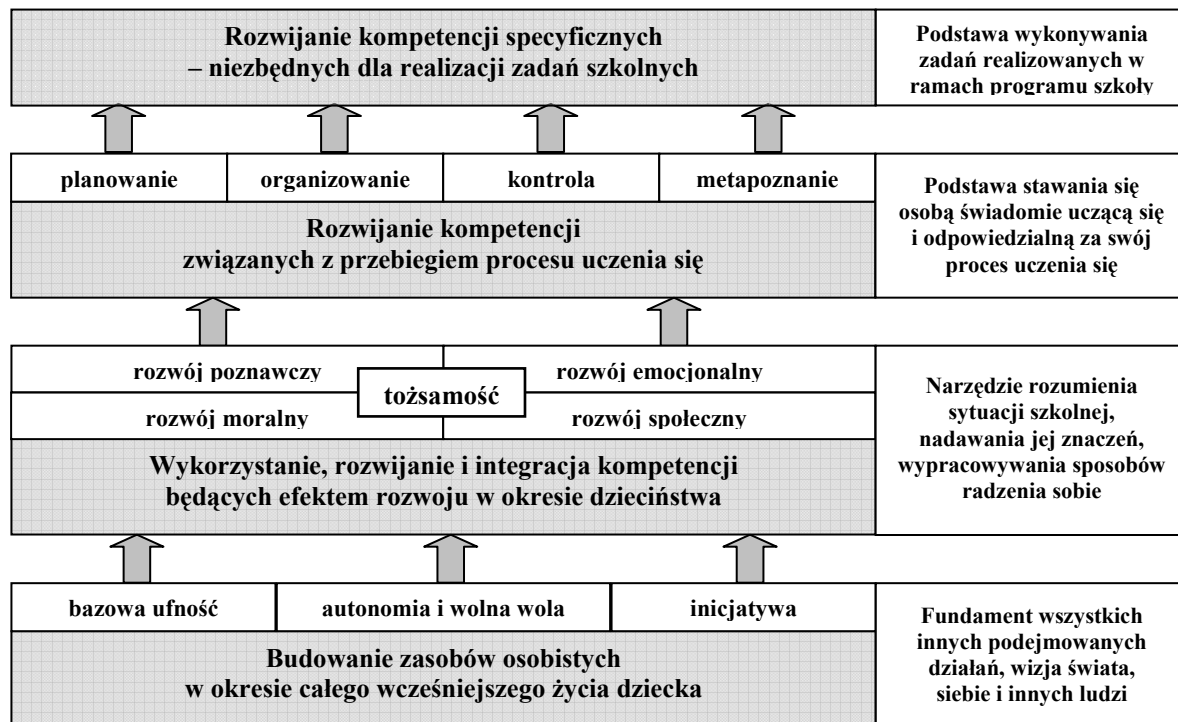 Rozwijanie kompetencji specyficznych
– niezbędnych dla realizacji zadań szkolnych
Podstawa wykonywania
zadań realizowanych w
ramach programu szkoły
planowanie
organizowanie
kontrola
metapoznanie
Rozwijanie kompetencji
związanych z przebiegiem procesu uczenia się
Podstawa stawania się
osobą świadomie uczącą się
i odpowiedzialną za swój
proces uczenia się
rozwój poznawczy
rozwój emocjonalny
tożsamość
rozwój moralny
rozwój społeczny
Wykorzystanie, rozwijanie i integracja kompetencji
będących efektem rozwoju w okresie dzieciństwa
Narzędzie rozumienia
sytuacji szkolnej,
nadawania jej znaczeń,
wypracowywania sposobów
radzenia sobie
bazowa ufność
autonomia i wolna wola
inicjatywa
Budowanie zasobów osobistych
w okresie całego wcześniejszego życia dziecka
Fundament wszystkich
innych podejmowanych
działań, wizja świata,
siebie i innych ludzi